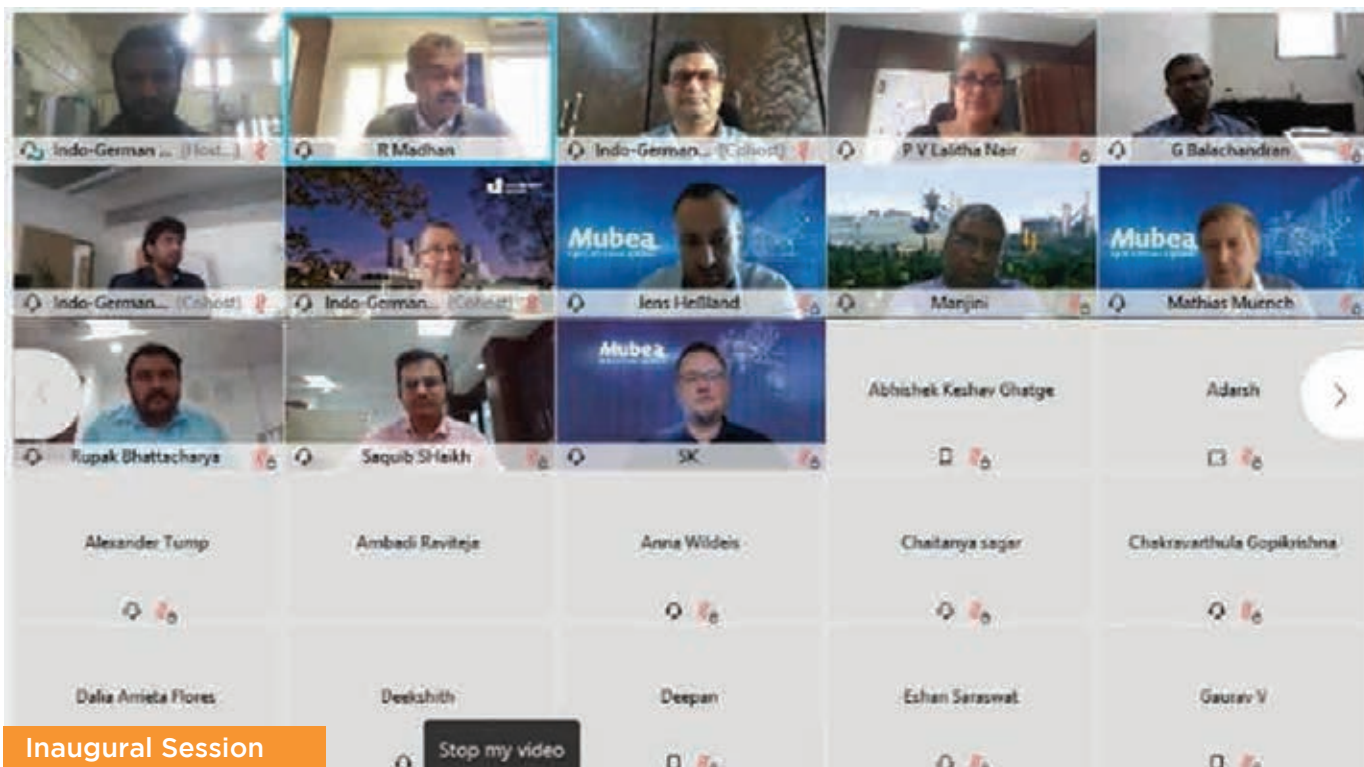 Indo-German ... (Host...)
R Madhan
Indo-German... (Cohost)
P V Lalitha Nair
G Balachandran
Indo-German... (Cohost)
Indo-German... (Cohost)
Mubea
Jens Heßland
Manjini
Mubea
Mathias Muench
Rupak Bhattacharya
Saquib SHaikh
Mubea
SK
Abhishek Keshav Ghatge
Adarsh
Alexander Tump
Ambadi Raviteja
Anna Wildeis
Chaitanya sagar
Chakravarthula Gopikrishna
Dalia Arrieta Flores
Deekshith
Deepan
Eshan Saraswat
Gaurav V
Inaugural Session
Stop my video